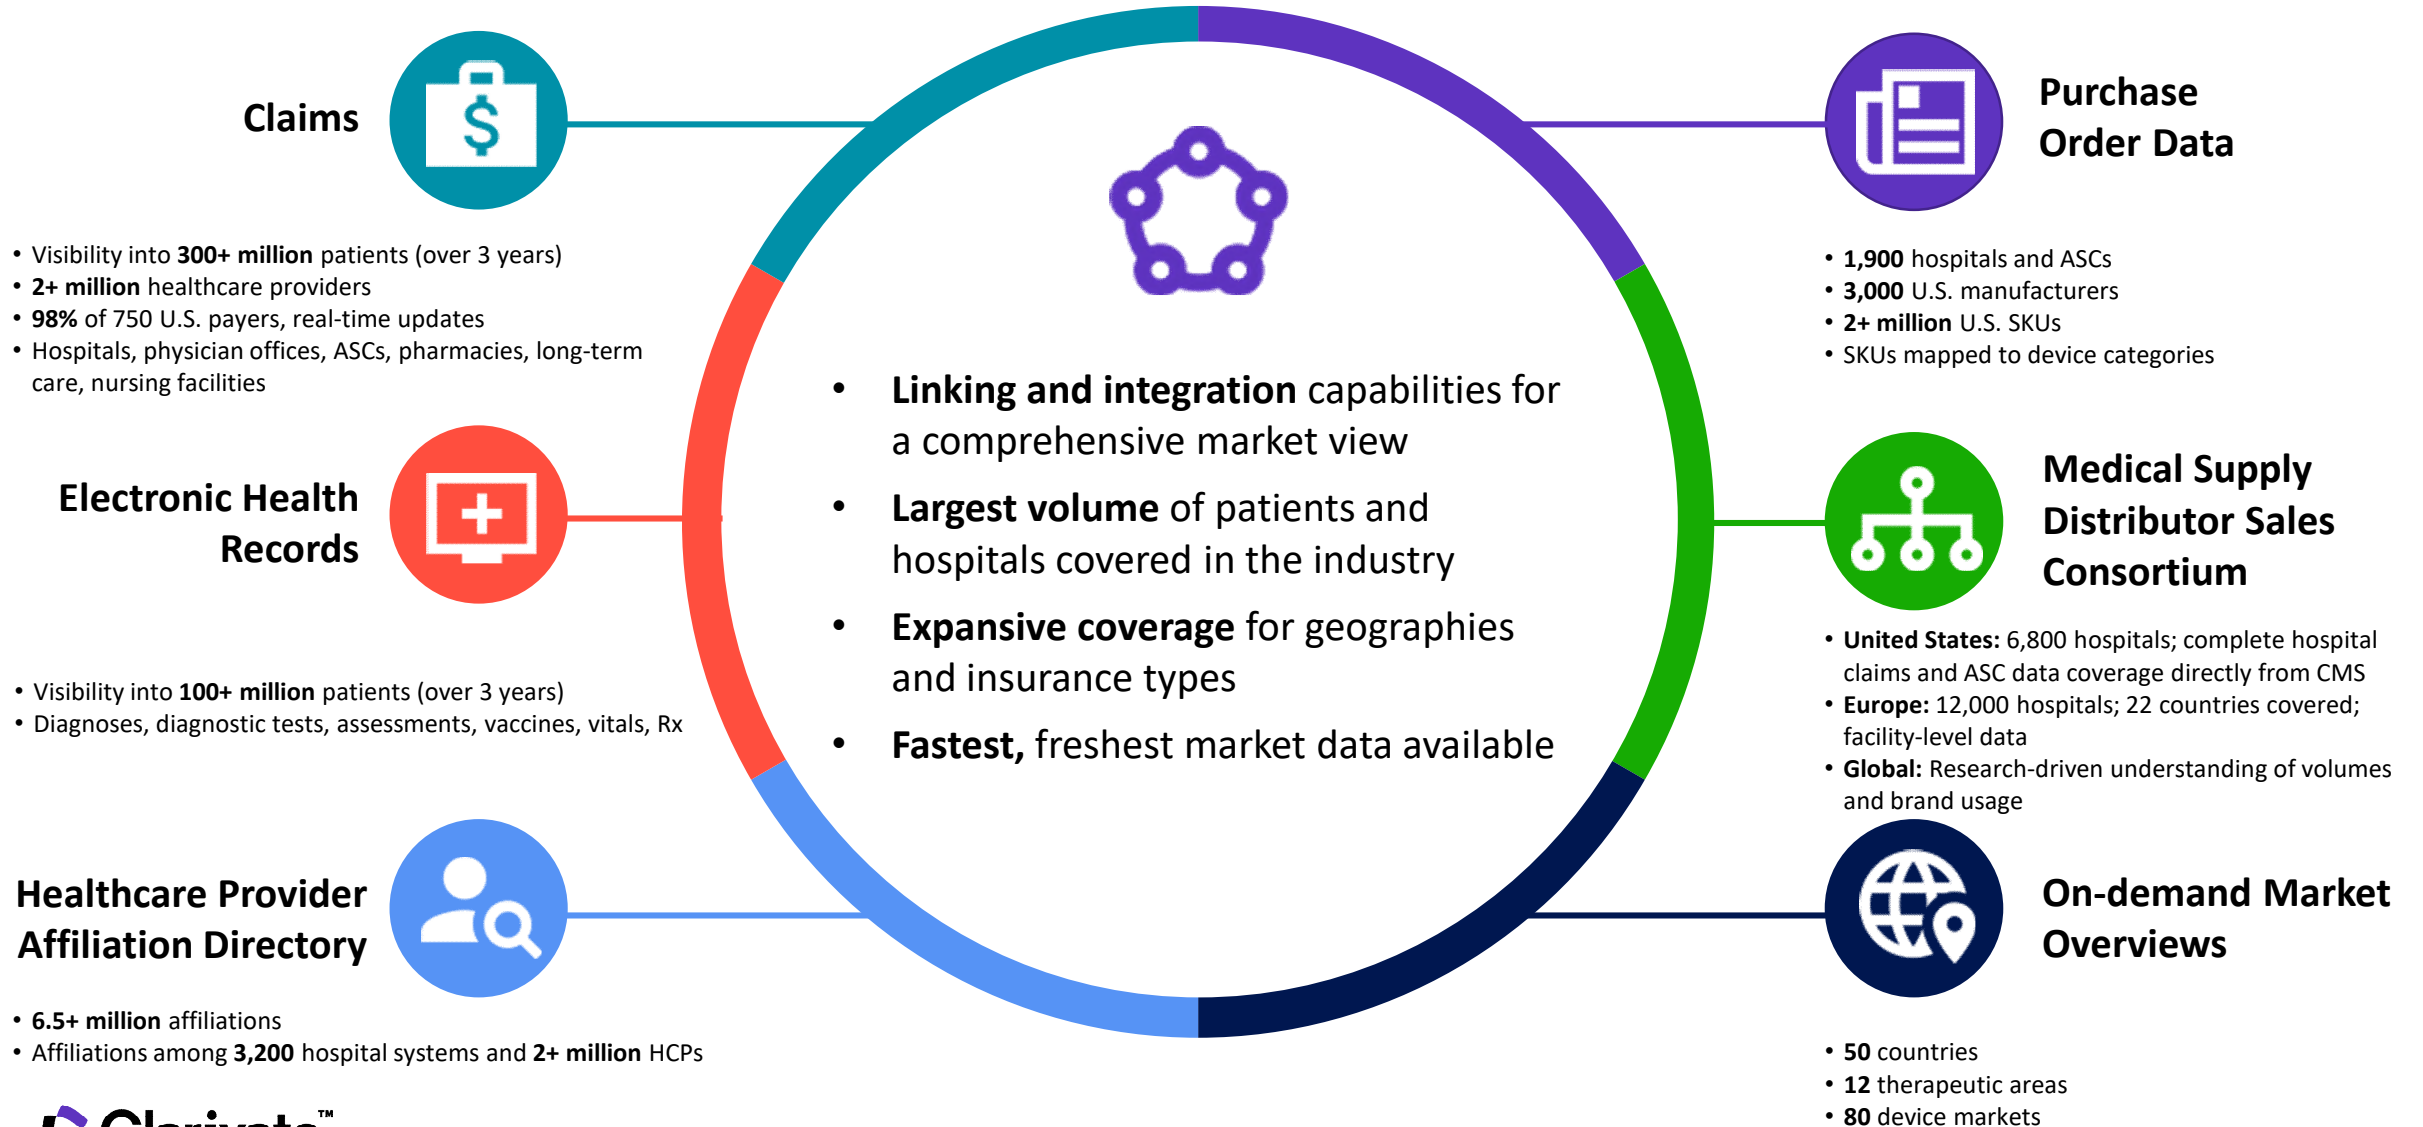 Claims
• Visibility into 300+ million patients (over 3 years)
• 2+ million healthcare providers
• 98% of 750 U.S. payers, real-time updates
• Hospitals, physician offices, ASCs, pharmacies, long-term
care, nursing facilities
Electronic Health
Records
• Visibility into 100+ million patients (over 3 years)
• Diagnoses, diagnostic tests, assessments, vaccines, vitals, Rx
Healthcare Provider
Affiliation Directory
• 6.5+ million affiliations
• Affiliations among 3,200 hospital systems and 2+ million HCPs
Clarivate™
$
• Linking and integration capabilities for
a comprehensive market view
• Largest volume of patients and
hospitals covered in the industry
• Expansive coverage for geographies
and insurance types
• Fastest, freshest market data available
Purchase
Order Data
• 1,900 hospitals and ASCs
• 3,000 U.S. manufacturers
• 2+ million U.S. SKUs
• SKUs mapped to device categories
Medical Supply
Distributor Sales
Consortium
• United States: 6,800 hospitals; complete hospital
claims and ASC data coverage directly from CMS
• Europe: 12,000 hospitals; 22 countries covered;
facility-level data
• Global: Research-driven understanding of volumes
and brand usage
On-demand Market
Overviews
• 50 countries
• 12 therapeutic areas
• 80 device markets